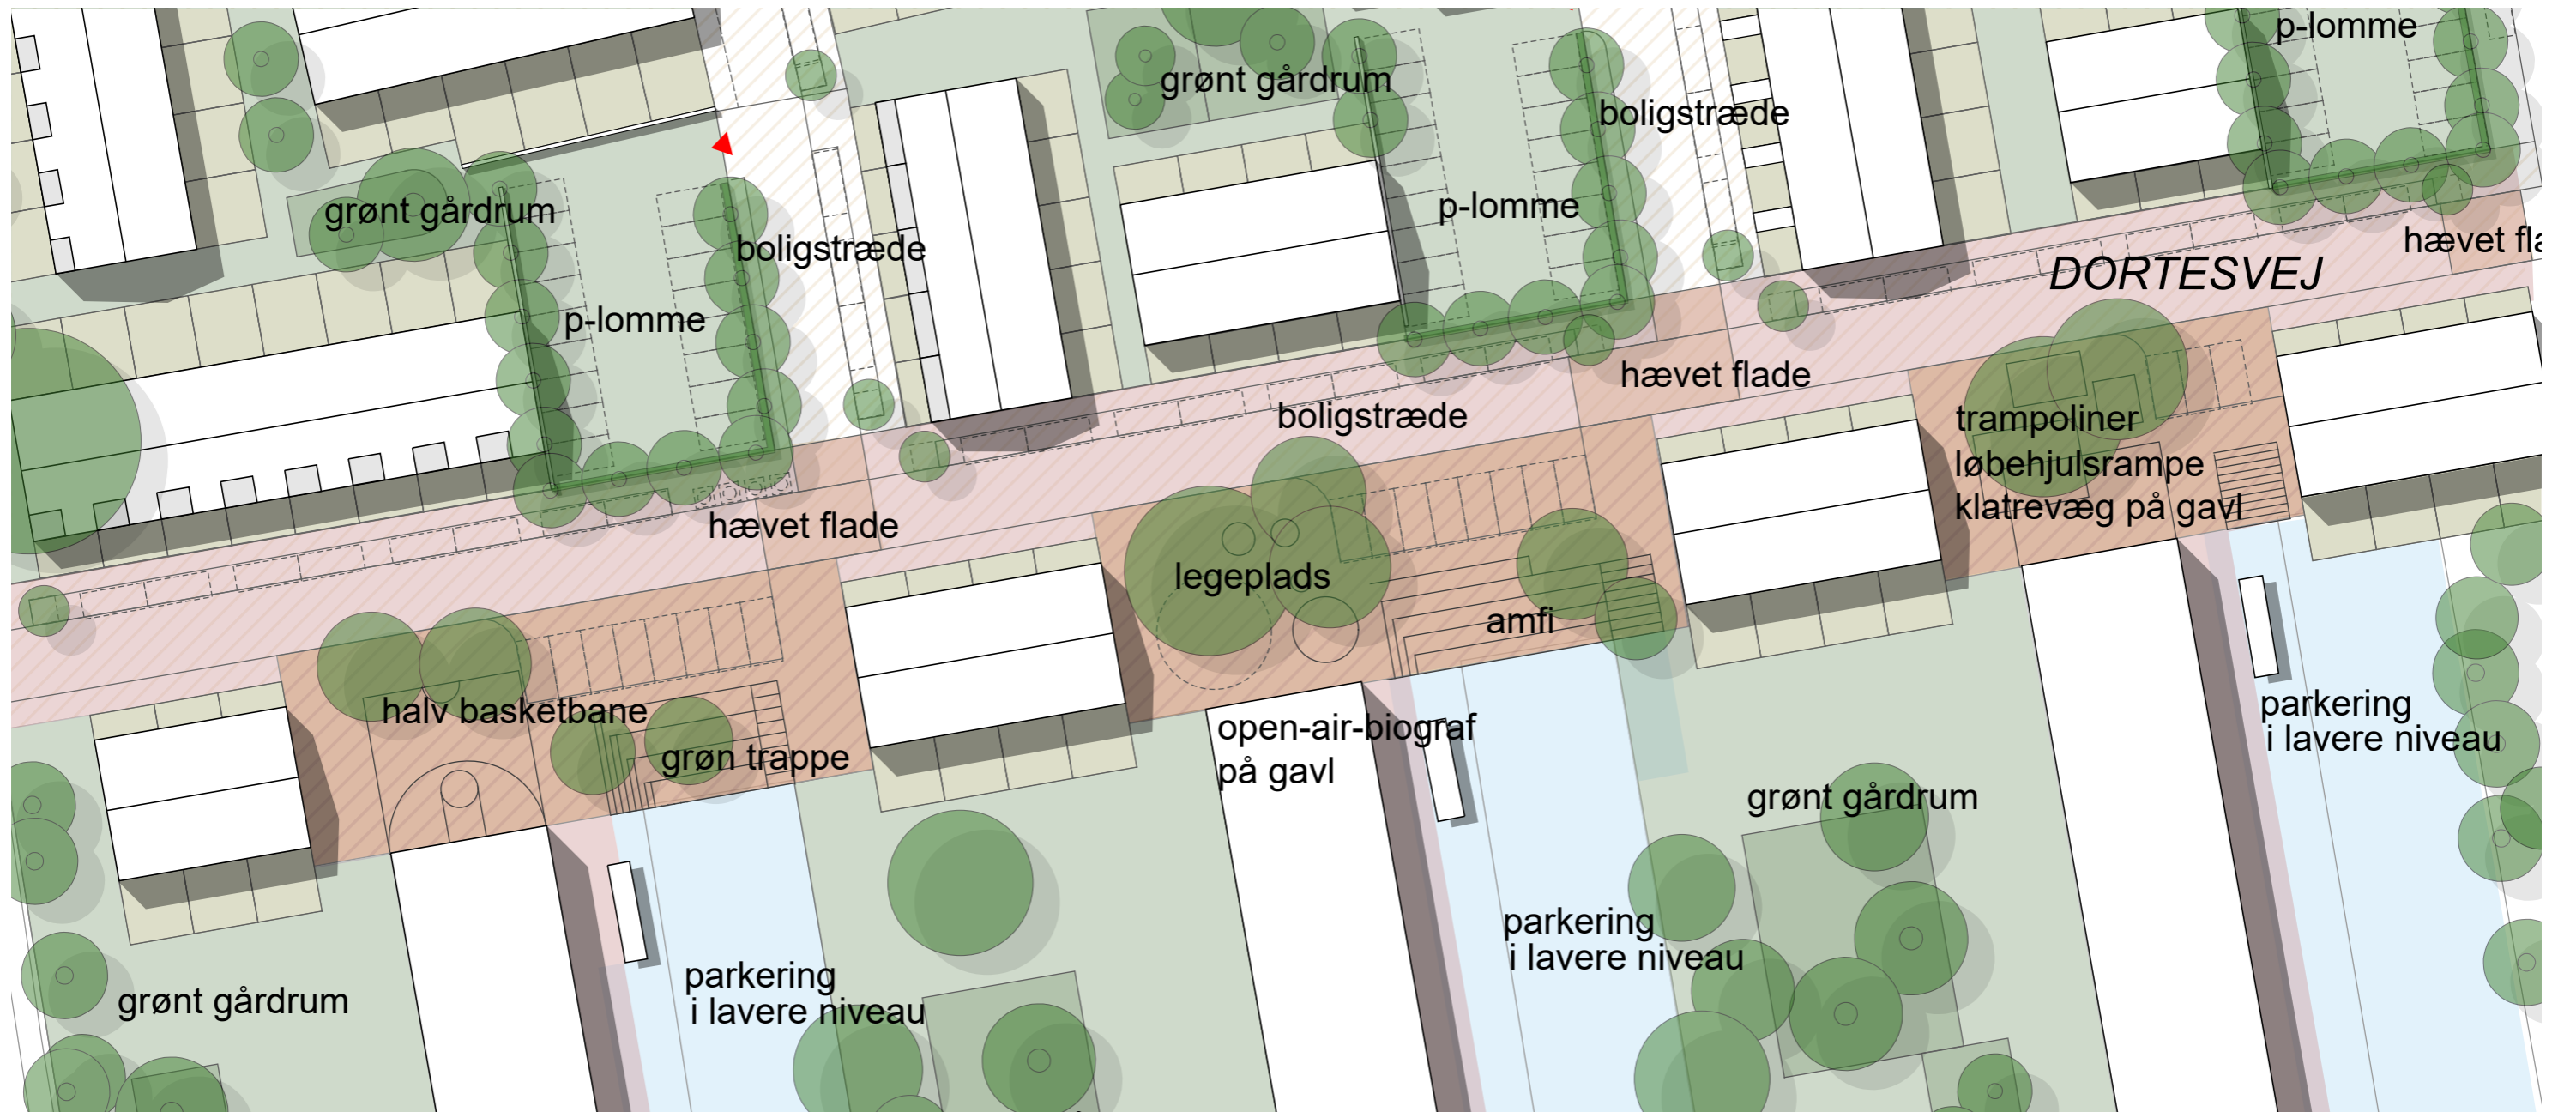 p-lomme
grønt gårdrum
boligstræde
grønt gårdrum
p-lomme
boligstræde
hævet fla
DORTESVEJ
p-lomme
hævet flade
boligstræde
trampoliner
løbehjulsrampe
klatrevæg på gavl
hævet flade
legeplads
amfi
halv basketbane
grøn trappe
open-air-biograf
på gavl
parkering
i lavere niveau
grønt gårdrum
parkering
i lavere niveau
parkering
i lavere niveau
grønt gårdrum